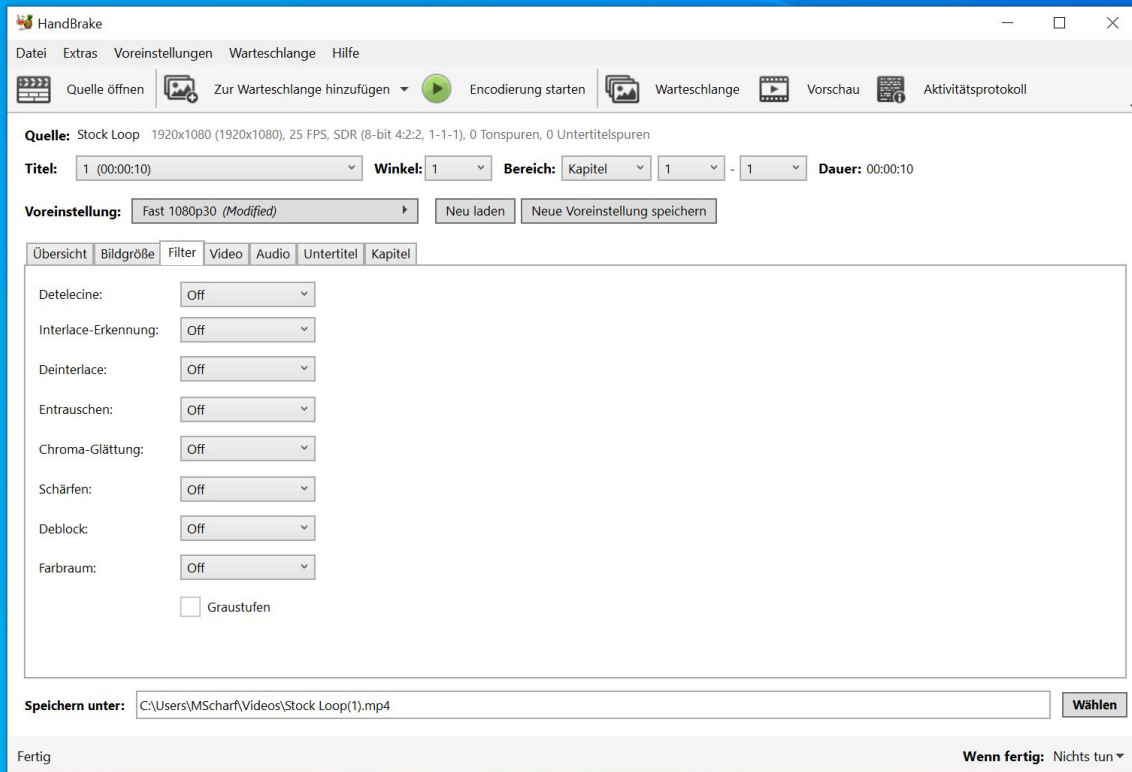 HandBrake
Datei Extras Voreinstellungen Warteschlange Hilfe
Quelle öffnen Zur Warteschlange hinzufügen Encodierung starten Warteschlange Vorschau Aktivitätsprotokoll
Quelle: Stock Loop 1920x1080 (1920x1080), 25 FPS, SDR (8-bit 4:2:2, 1-1-1), 0 Tonspuren, 0 Untertitelspuren
Titel: 1 (00:00:10) Winkel: 1 Bereich: Kapitel 1 - 1 Dauer: 00:00:10
Voreinstellung: Fast 1080p30 (Modified) Neu laden Neue Voreinstellung speichern
Übersicht Bildgröße Filter Video Audio Untertitel Kapitel
Detelecine: Off
Interlace-Erkennung: Off
Deinterlace: Off
Entrauschen: Off
Chroma-Glättung: Off
Schärfen: Off
Deblock: Off
Farbraum: Off
Graustufen
Speichern unter: C:\Users\MScharf\Videos\Stock Loop(1).mp4 Wählen
Fertig Wenn fertig: Nichts tun